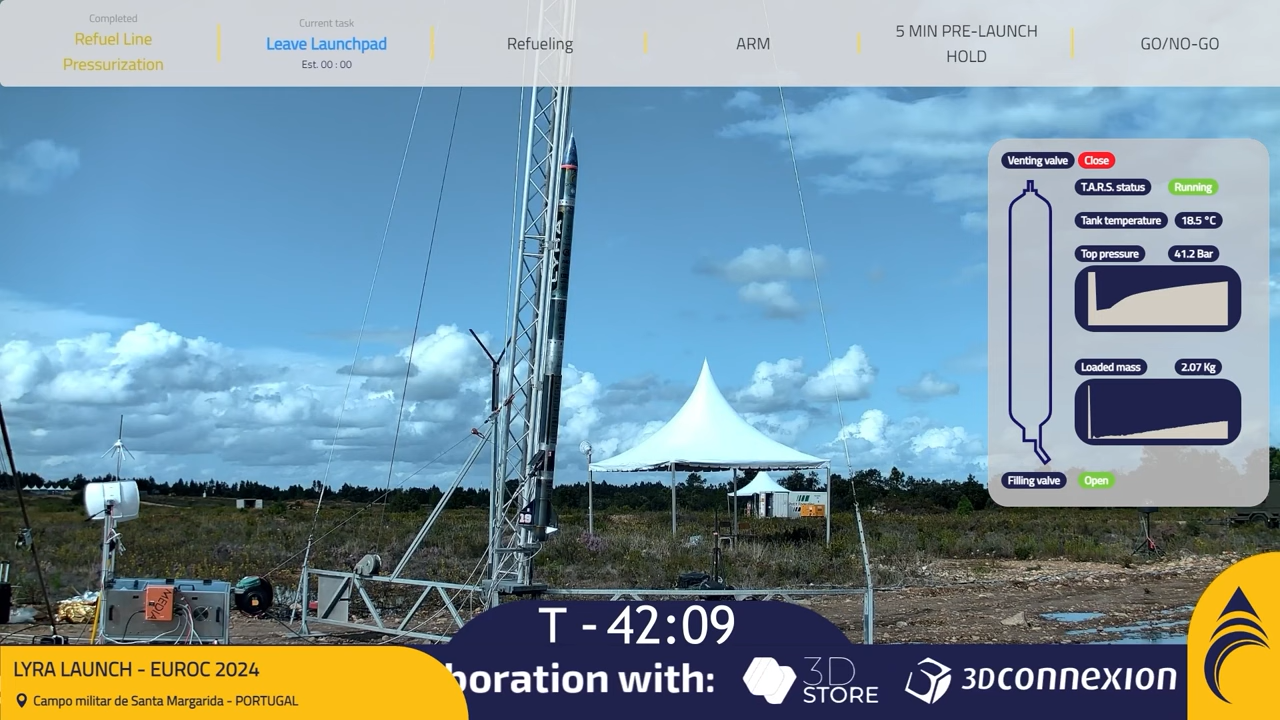 Completed
Refuel Line
Pressurization
Current task
Leave Launchpad
Est. 00 : 00
Refueling
ARM
5 MIN PRE-LAUNCH
HOLD
GO/NO-GO
Venting valve Close
T.A.R.S. status Running
Tank temperature 18.5 °C
Top pressure 41.2 Bar
Loaded mass 2.07 Kg
Filling valve Open
LYRA
19
MEDIA
T - 42:09
LYRA LAUNCH - EUROC 2024
Campo militar de Santa Margarida - PORTUGAL
boration with:
3D
STORE
3Dconnexion